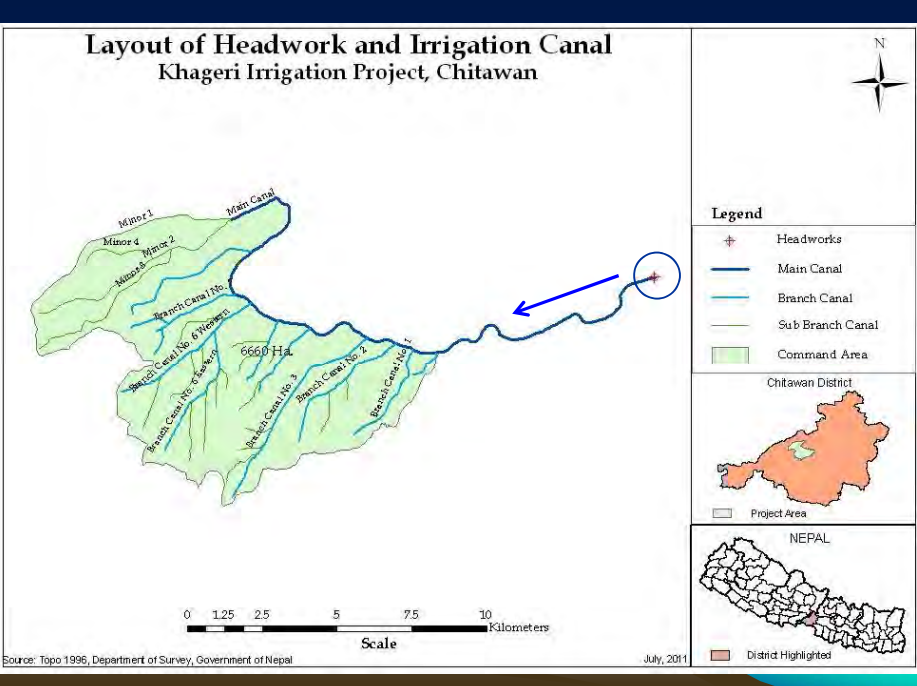 Layout of Headwork and Irrigation Canal
Khageri Irrigation Project, Chitawan
N
Main Canal
Minor 1
Minor 2
Minor 4
Branch Canal No.
Branch Canal No. 6 Western
6660 Ha.
Branch Canal No. 6 Eastern
Branch Canal No. 3
Branch Canal No. 2
Branch Canal No. 1
Legend
Headworks
Main Canal
Branch Canal
Sub Branch Canal
Command Area
Chitawan District
Project Area
NEPAL
District Highlighted
0 1.25 2.5 5 7.5 10
Kilometers
Scale
Source: Topo 1996, Department of Survey, Government of Nepal
July, 2011